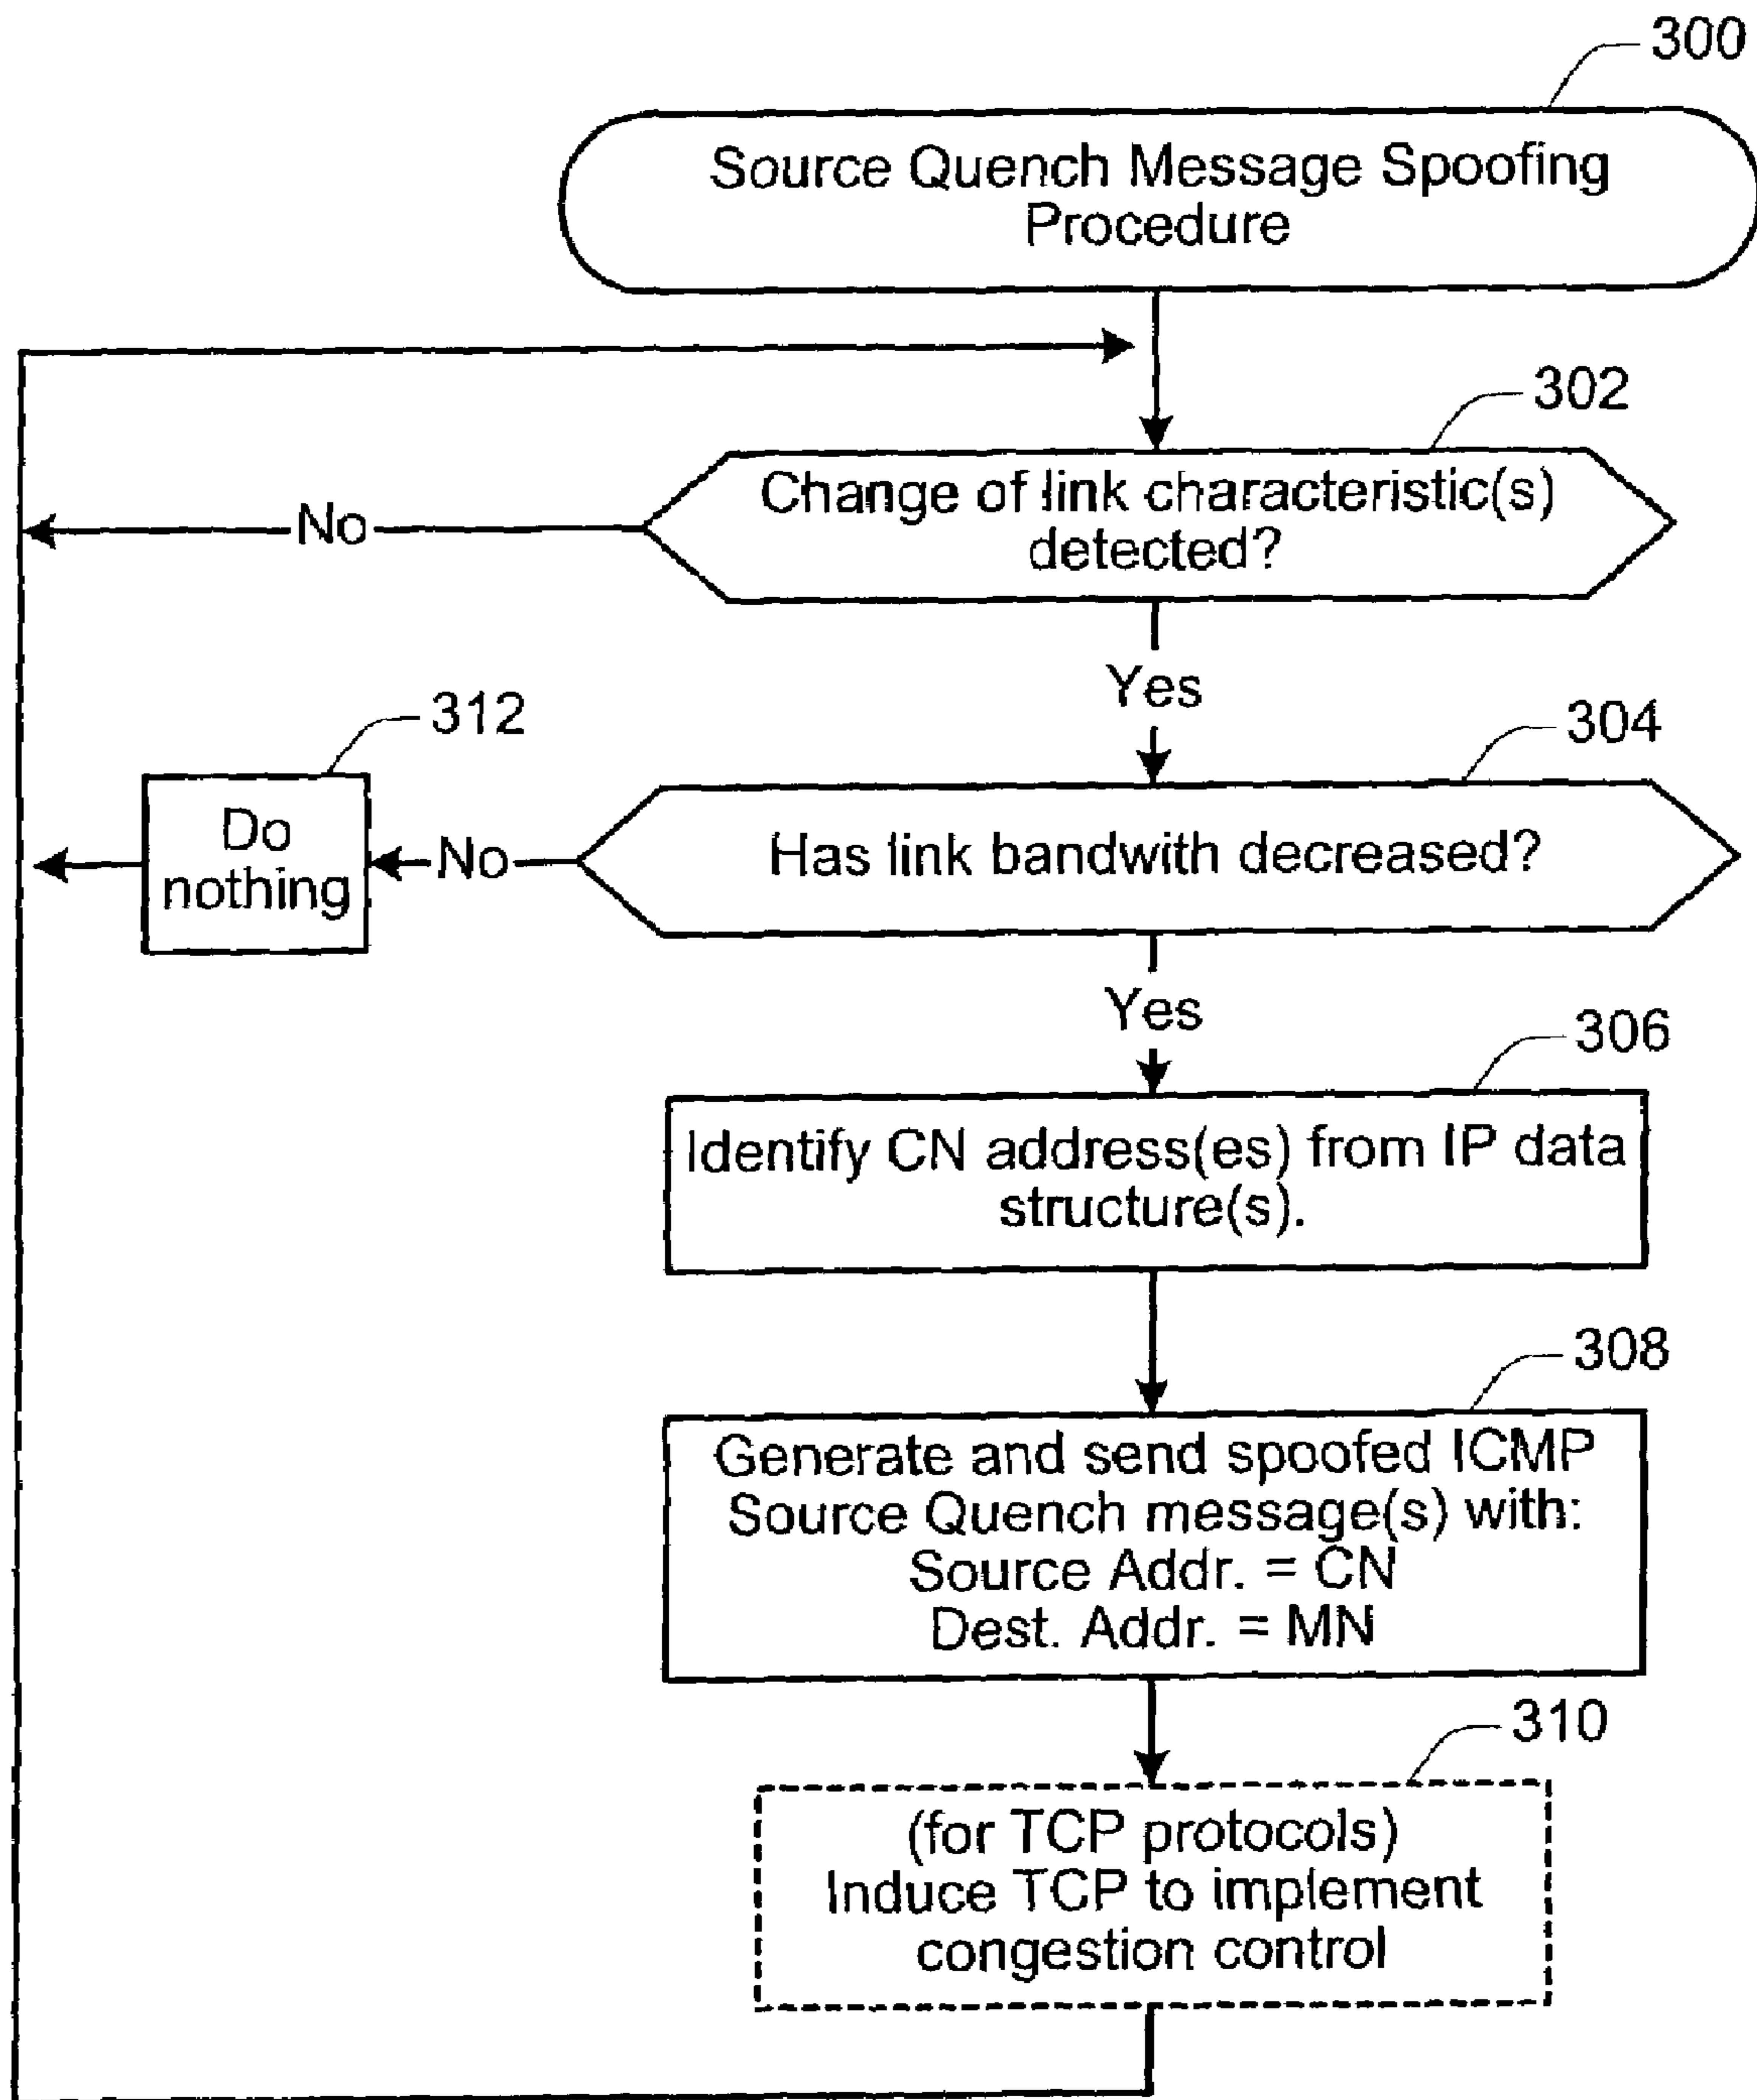 300
Source Quench Message Spoofing
Procedure
302
Change of link characteristic(s)
detected?
No
Yes
312
304
Do
nothing
No
Has link bandwith decreased?
Yes
306
Identify CN address(es) from IP data
structure(s).
308
Generate and send spoofed ICMP
Source Quench message(s) with:
Source Addr. = CN
Dest. Addr. = MN
310
(for TCP protocols)
Induce TCP to implement
congestion control